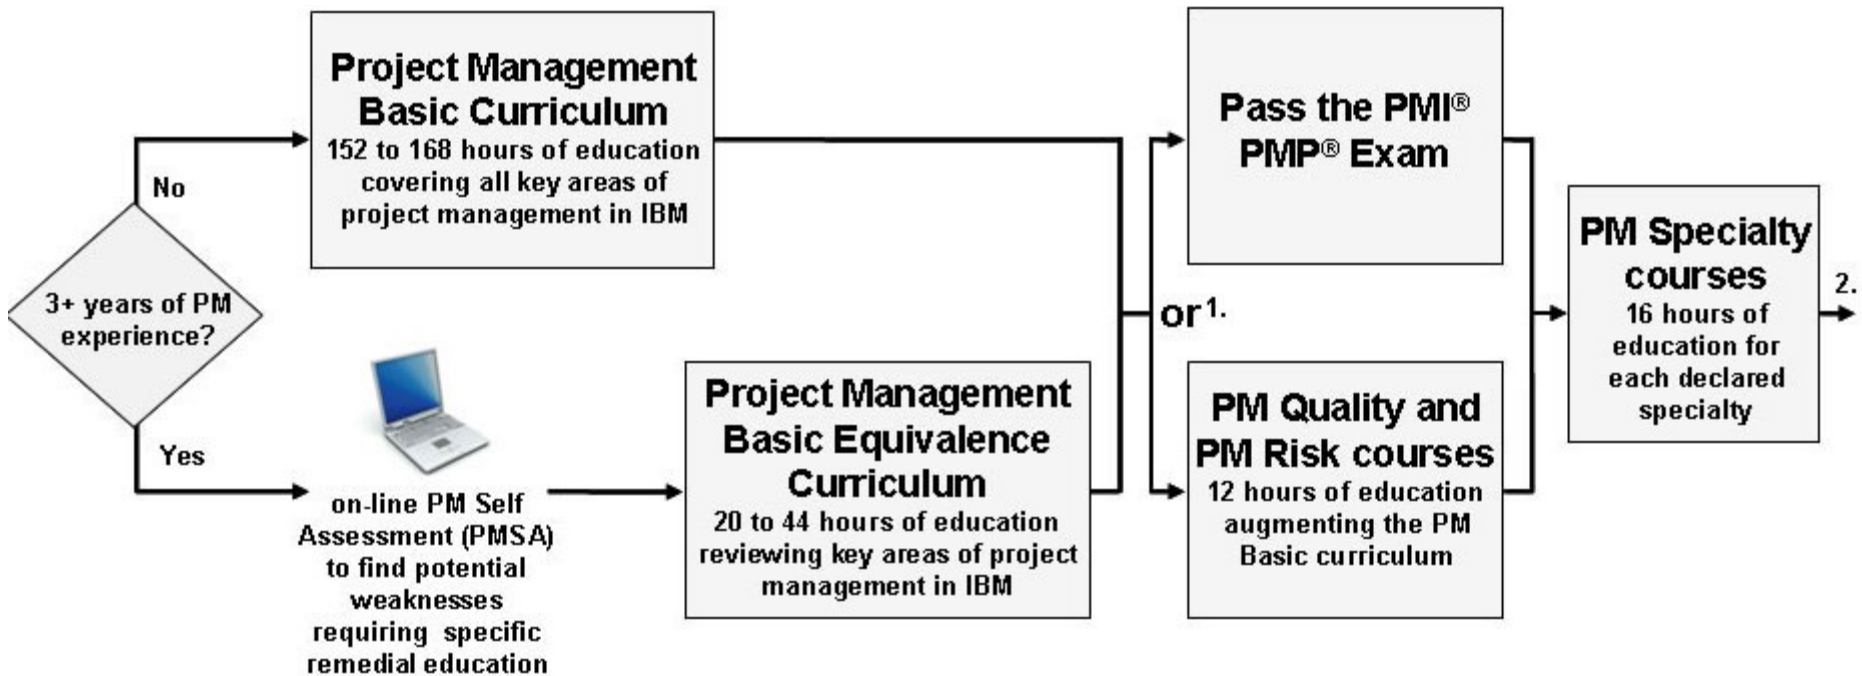 3+ years of PM
experience?
No
Yes
Project Management
Basic Curriculum
152 to 168 hours of education
covering all key areas of
project management in IBM
on-line PM Self
Assessment (PMSA)
to find potential
weaknesses
requiring specific
remedial education
Project Management
Basic Equivalence
Curriculum
20 to 44 hours of education
reviewing key areas of project
management in IBM
or1.
Pass the PMI®
PMP® Exam
PM Quality and
PM Risk courses
12 hours of education
augmenting the PM
Basic curriculum
PM Specialty
courses
16 hours of
education for
each declared
specialty
2.